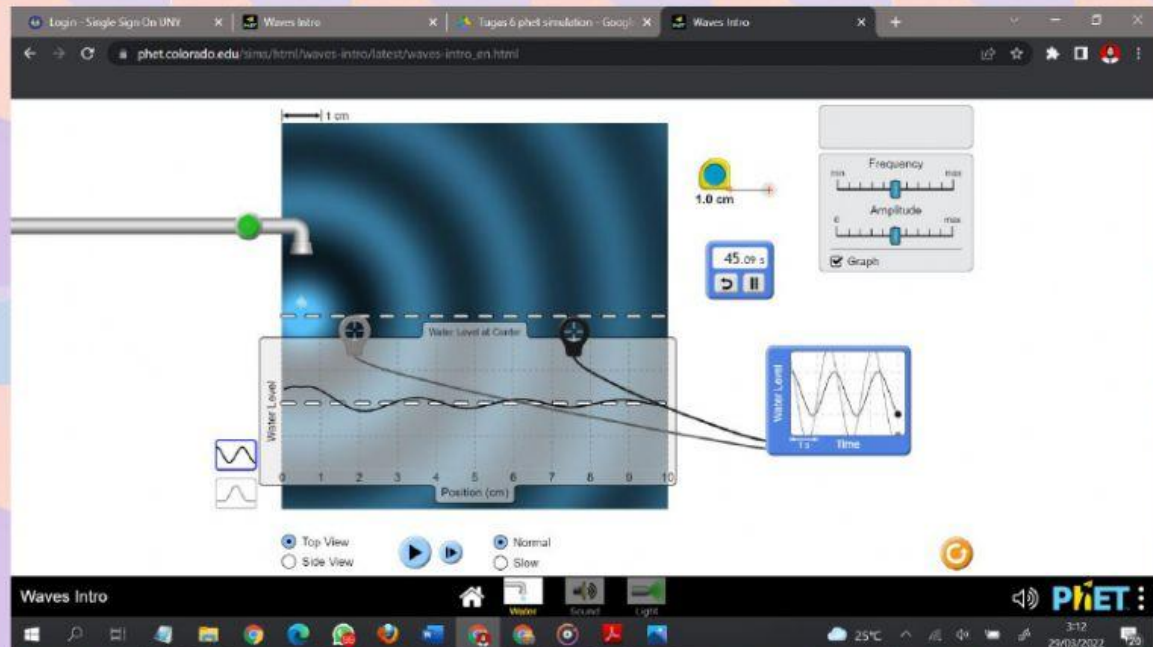 Login - Single Sign On UNY
Waves Intro
Tugas 6 phet simulation - Googl
Waves Intro
phet.colorado.edu/sims/html/waves-intro/latest/waves-intro_en.html
1 cm
1.0 cm
45.09 s
Frequency
min max
Amplitude
0 max
Graph
Water Level at Center
Water Level
0 1 2 3 4 5 6 7 8 9 10
Position (cm)
Water Level
1 s
Time
Top View
Side View
Normal
Slow
Waves Intro
Water
Sound
Light
PhET
25°C
3:12
29/03/2022